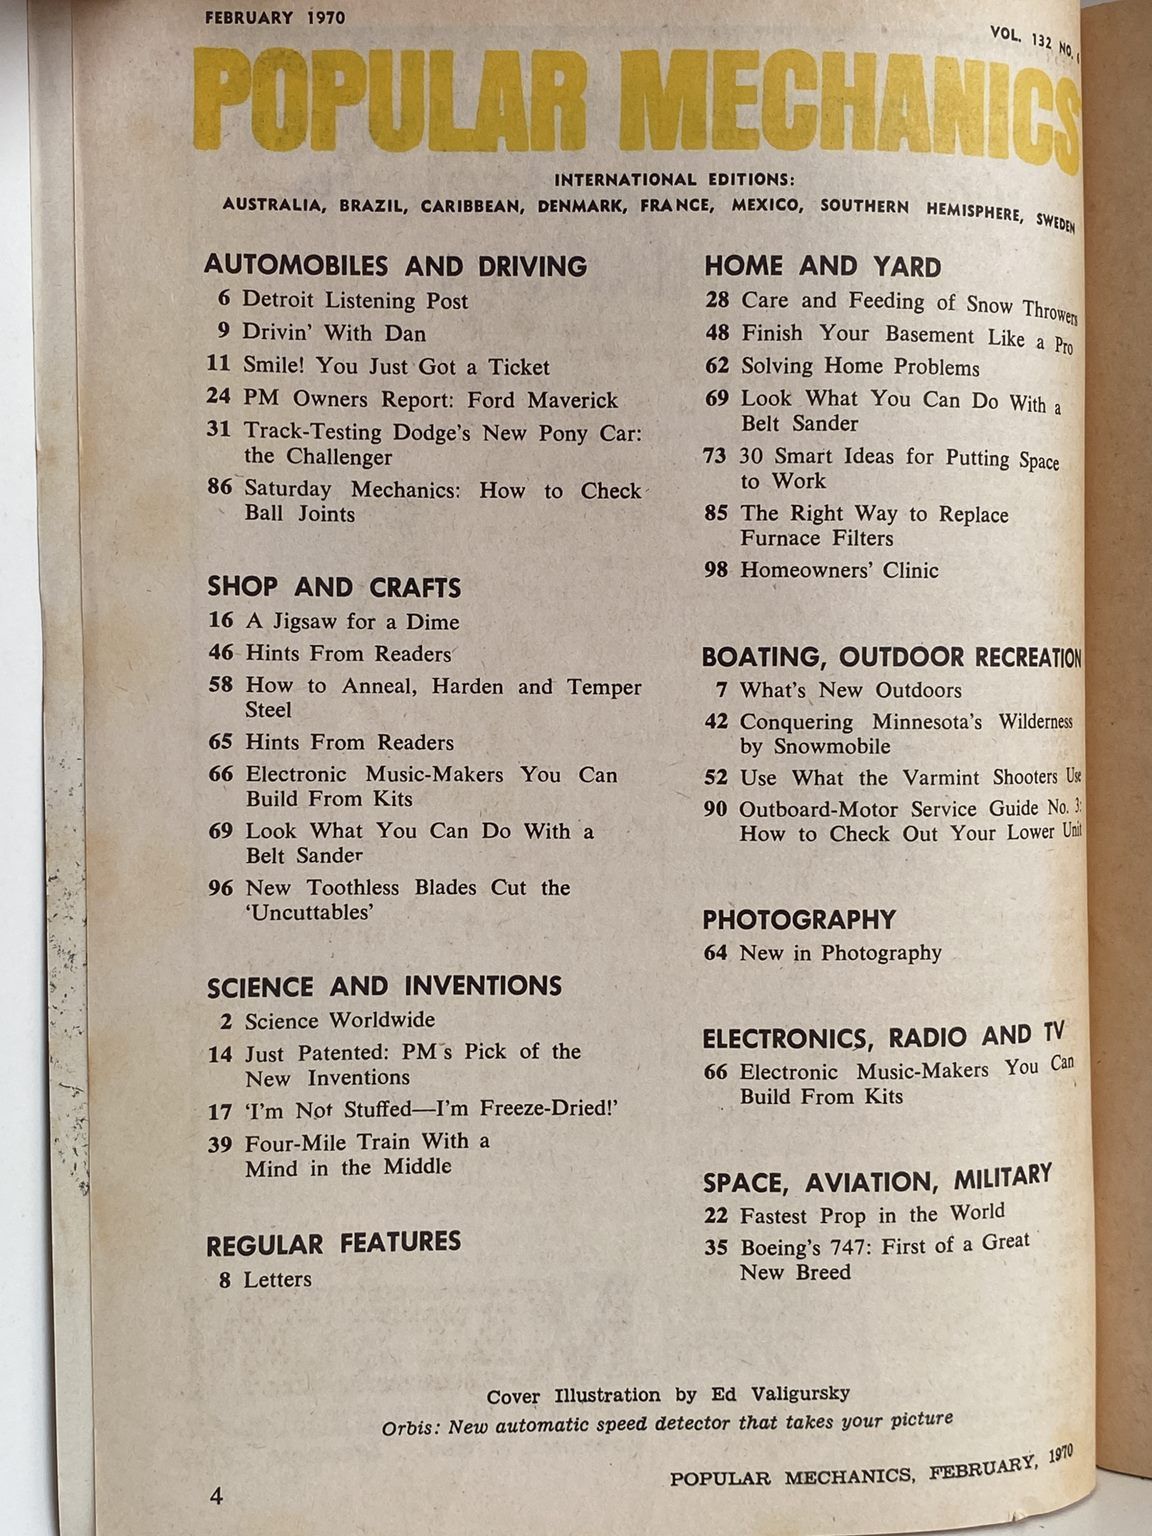 FEBRUARY 1970
VOL. 132 NO.
POPULAR MECHANICS
INTERNATIONAL EDITIONS:
AUSTRALIA, BRAZIL, CARIBBEAN, DENMARK, FRANCE, MEXICO, SOUTHERN HEMISPHERE, SWEDEN
AUTOMOBILES AND DRIVING
6 Detroit Listening Post
9 Drivin' With Dan
11 Smile! You Just Got a Ticket
24 PM Owners Report: Ford Maverick
31 Track-Testing Dodge's New Pony Car:
the Challenger
86 Saturday Mechanics: How to Check
Ball Joints
SHOP AND CRAFTS
16 A Jigsaw for a Dime
46 Hints From Readers
58 How to Anneal, Harden and Temper
Steel
65 Hints From Readers
66 Electronic Music-Makers You Can
Build From Kits
69 Look What You Can Do With a
Belt Sander
96 New Toothless Blades Cut the
'Uncuttables'
SCIENCE AND INVENTIONS
2 Science Worldwide
14 Just Patented: PM's Pick of the
New Inventions
17 'I'm Not Stuffed—I'm Freeze-Dried!'
39 Four-Mile Train With a
Mind in the Middle
REGULAR FEATURES
8 Letters
HOME AND YARD
28 Care and Feeding of Snow Throwers
48 Finish Your Basement Like a Pro
62 Solving Home Problems
69 Look What You Can Do With a
Belt Sander
73 30 Smart Ideas for Putting Space
to Work
85 The Right Way to Replace
Furnace Filters
98 Homeowners' Clinic
BOATING, OUTDOOR RECREATION
7 What's New Outdoors
42 Conquering Minnesota's Wilderness
by Snowmobile
52 Use What the Varmint Shooters Use
90 Outboard-Motor Service Guide No. 3:
How to Check Out Your Lower Unit
PHOTOGRAPHY
64 New in Photography
ELECTRONICS, RADIO AND TV
66 Electronic Music-Makers You Can
Build From Kits
SPACE, AVIATION, MILITARY
22 Fastest Prop in the World
35 Boeing's 747: First of a Great
New Breed
Cover Illustration by Ed Valigursky
Orbis: New automatic speed detector that takes your picture
4
POPULAR MECHANICS, FEBRUARY, 1970